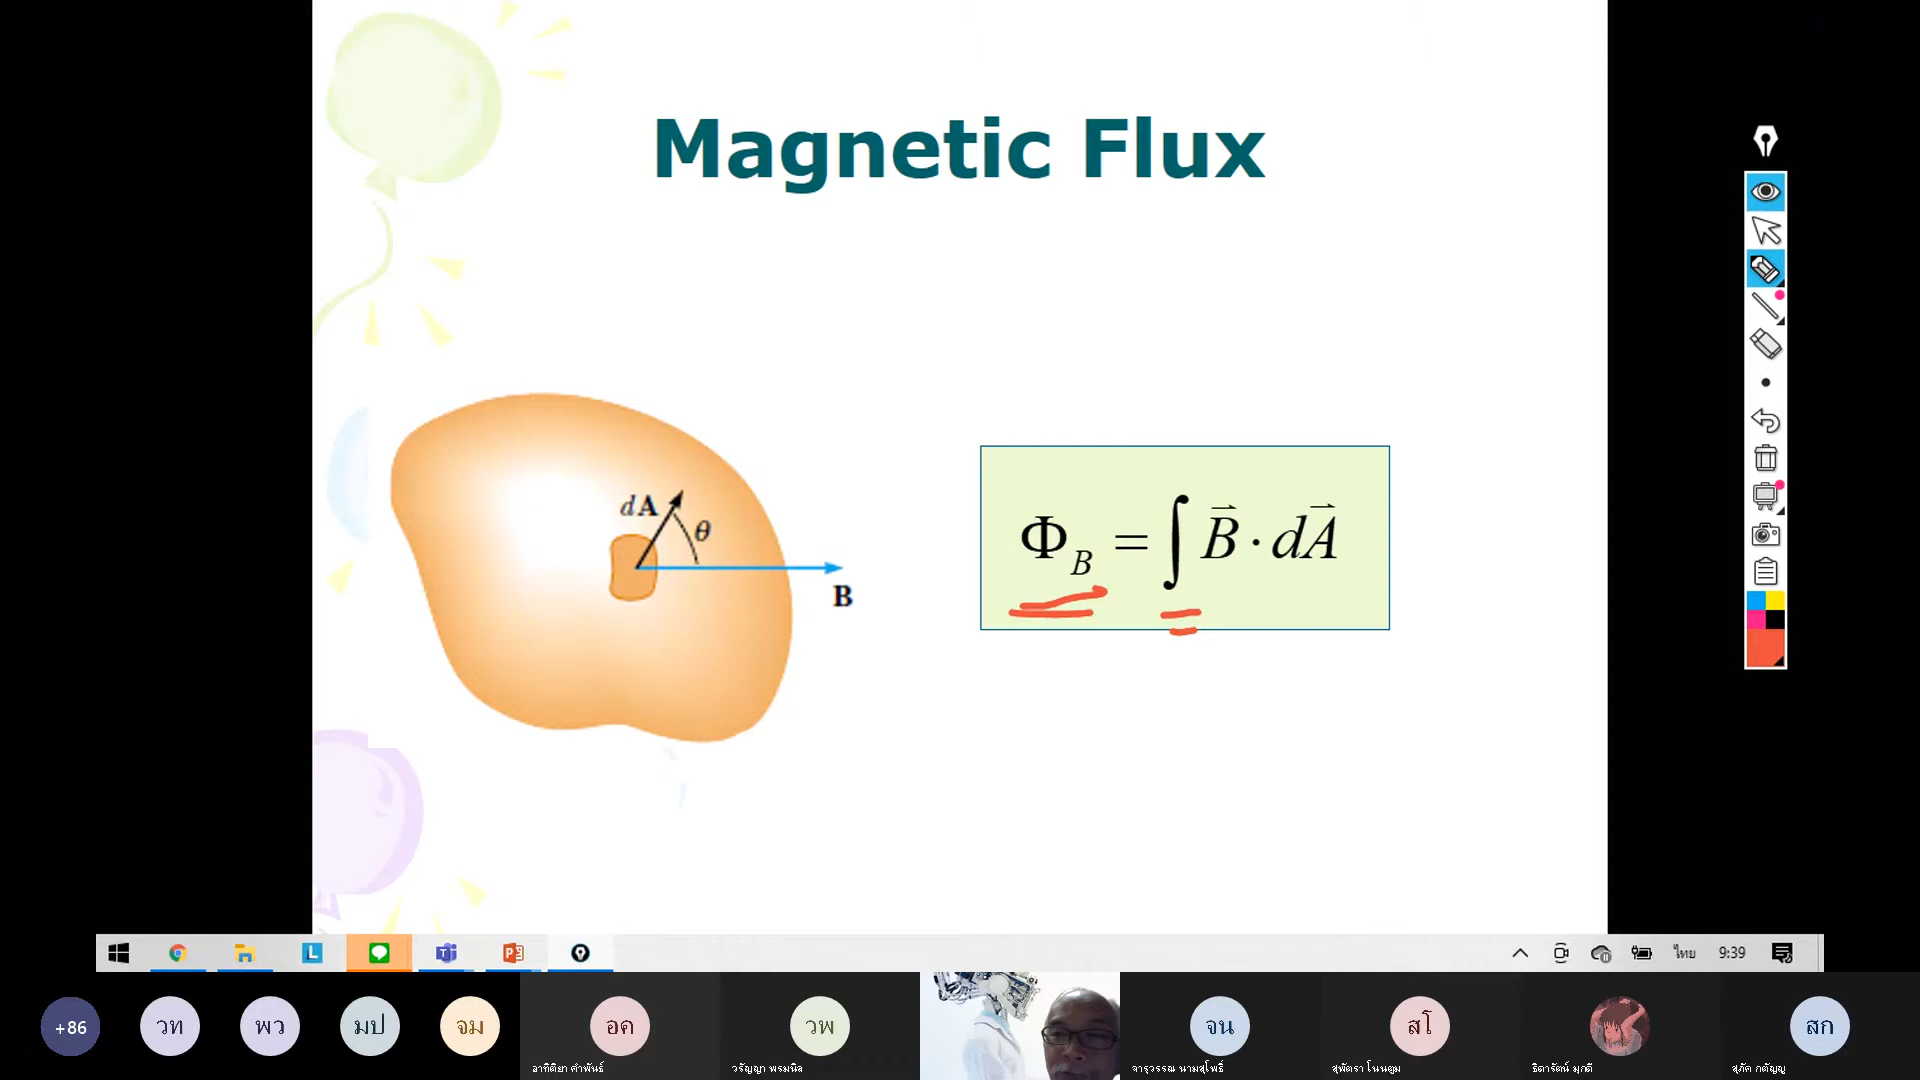 Magnetic Flux
dA
θ
B
Φ_B = ∫ B⃗ · dA⃗
ไทย
9:39
+86
วท
พว
มป
จม
อค
วพ
จน
สโ
สก
อาทิติยา คำพันธ์
วรัญญา พรมนิล
จารุวรรณ นามสุโพธิ์
สุพัตรา โนนตูม
ธิดารัตน์ มุกดี
สุภัค กตัญญู